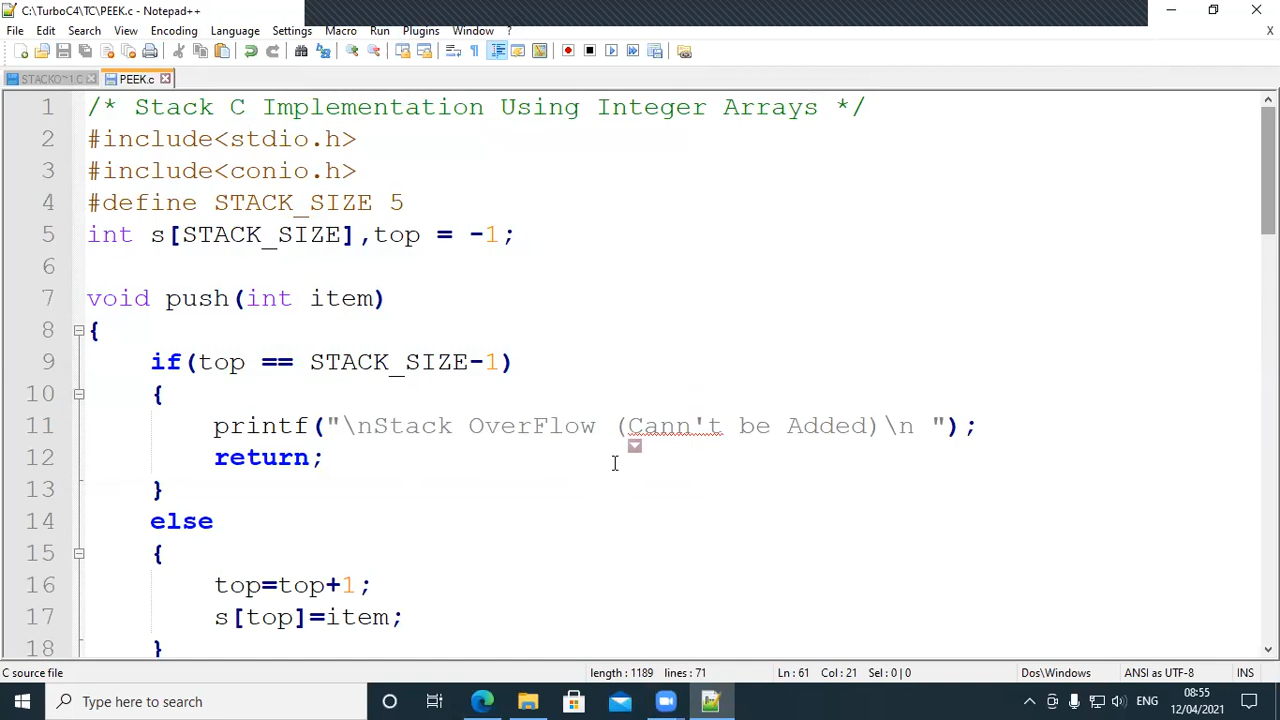 C:\TurboC4\TC\PEEK.c - Notepad++
File Edit Search View Encoding Language Settings Macro Run Plugins Window ?
X
STACKO~1.C PEEK.c
1 /* Stack C Implementation Using Integer Arrays */
2 #include<stdio.h>
3 #include<conio.h>
4 #define STACK_SIZE 5
5 int s[STACK_SIZE],top = -1;
6
7 void push(int item)
8 {
9 if(top == STACK_SIZE-1)
10 {
11 printf("\nStack OverFlow (Cann't be Added)\n ");
12 return;
13 }
14 else
15 {
16 top=top+1;
17 s[top]=item;
18 }
C source file length : 1189 lines : 71 Ln : 61 Col : 21 Sel : 0 | 0 Dos\Windows ANSI as UTF-8 INS
Type here to search ENG 08:55
12/04/2021